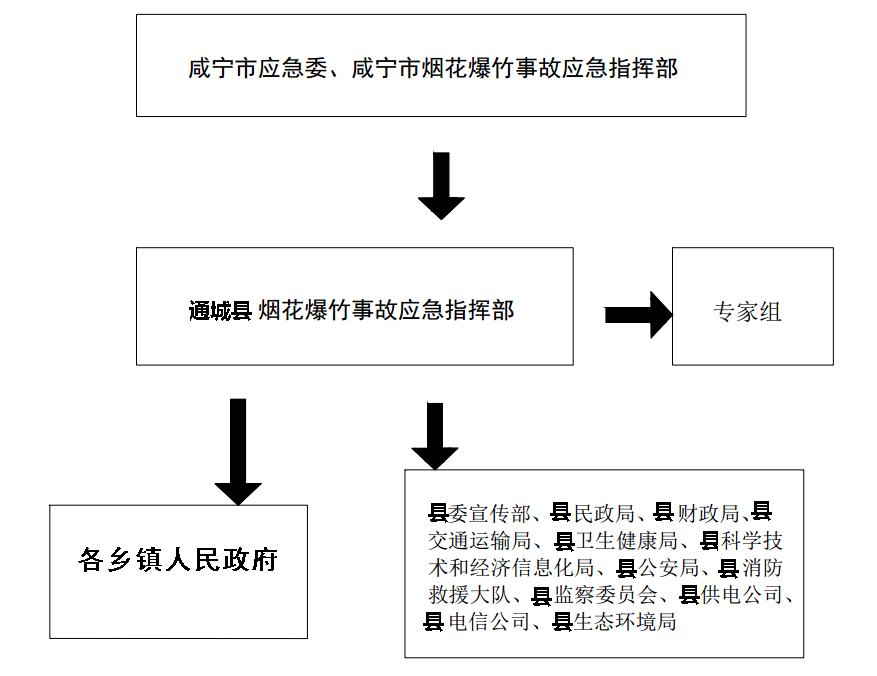 咸宁市应急委、咸宁市烟花爆竹事故应急指挥部
通城县 烟花爆竹事故应急指挥部
专家组
各乡镇人民政府
县委宣传部、县民政局、县 财政局、县
交通运输局、县卫生健康局、县科学技
术和经济信息化局、县公安局、县消防
救援大队、县监察委员会、县供电公司、
县 电信公司、县生态环境局